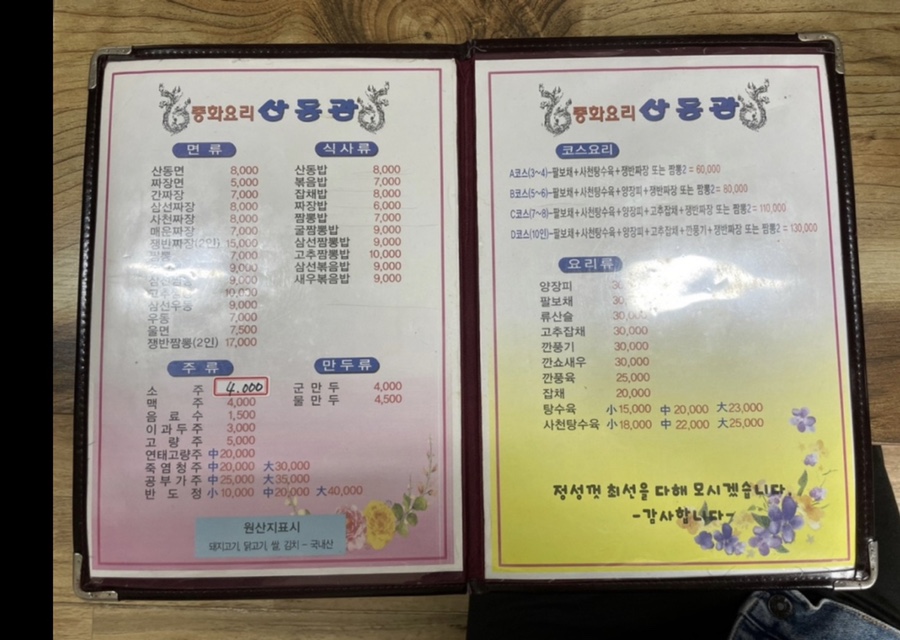 중화요리 산동관
면 류
산동면 8,000
짜장면 5,000
간짜장 7,000
삼선짜장 8,000
사천짜장 8,000
매운짜장 7,000
쟁반짜장(2인) 15,000
7,000
9,000
9,000
10,000
삼선우동 9,000
우동 7,000
울면 7,500
쟁반짬뽕(2인) 17,000
식사류
산동밥 8,000
볶음밥 7,000
잡채밥 8,000
짜장밥 6,000
짬뽕밥 7,000
굴짬뽕밥 9,000
삼선짬뽕밥 9,000
고추짬뽕밥 10,000
삼선볶음밥 9,000
새우볶음밥 9,000
주 류
소 주 4,000
맥 주 4,000
음 료 수 1,500
이 과 두 주 3,000
고 량 주 5,000
연태고량주 中20,000
죽 엽 청 주 中20,000 大30,000
공 부 가 주 中25,000 大35,000
반 도 정 小10,000 中20,000 大40,000
만두류
군 만 두 4,000
물 만 두 4,500
원산지표시
돼지고기, 닭고기, 쌀, 김치 - 국내산
중화요리 산동관
코스요리
A코스(3~4)-팔보채+사천탕수육+쟁반짜장 또는 짬뽕2 = 60,000
B코스(5~6)-팔보채+사천탕수육+양장피+쟁반짜장 또는 짬뽕2= 80,000
C코스(7~8)-팔보채+사천탕수육+양장피+고추잡채+쟁반짜장 또는 짬뽕2 = 110,000
D코스(10인)-팔보채+사천탕수육+양장피+고추잡채+깐풍기+쟁반짜장 또는 짬뽕2 = 130,000
요리류
양장피
팔보채
류산슬 30,000
고추잡채 30,000
깐풍기 30,000
깐쇼새우 30,000
깐풍육 25,000
잡채 20,000
탕수육 小15,000 中20,000 大23,000
사천탕수육 小18,000 中22,000 大25,000
정성껏 최선을 다해 모시겠습니다.
-감사합니다~